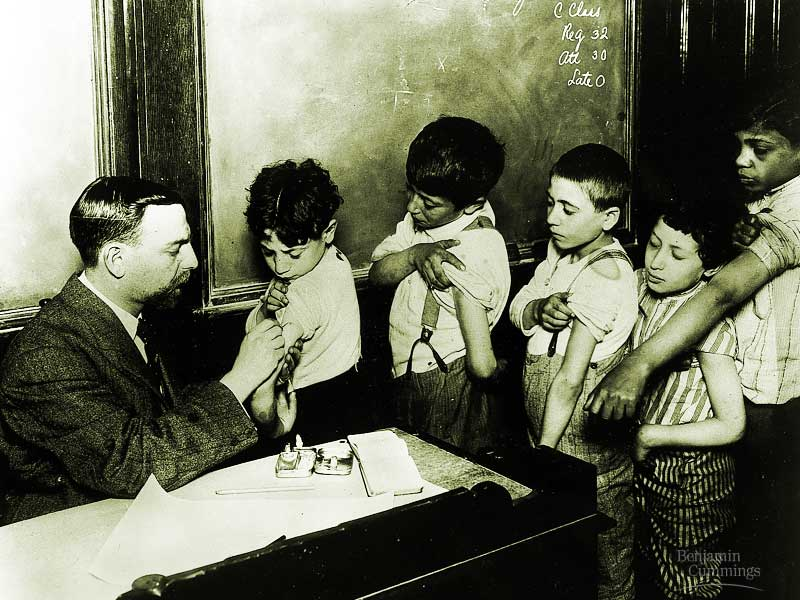 C Class
Reg 32
Att 30
Late 0
Benjamin
Cummings